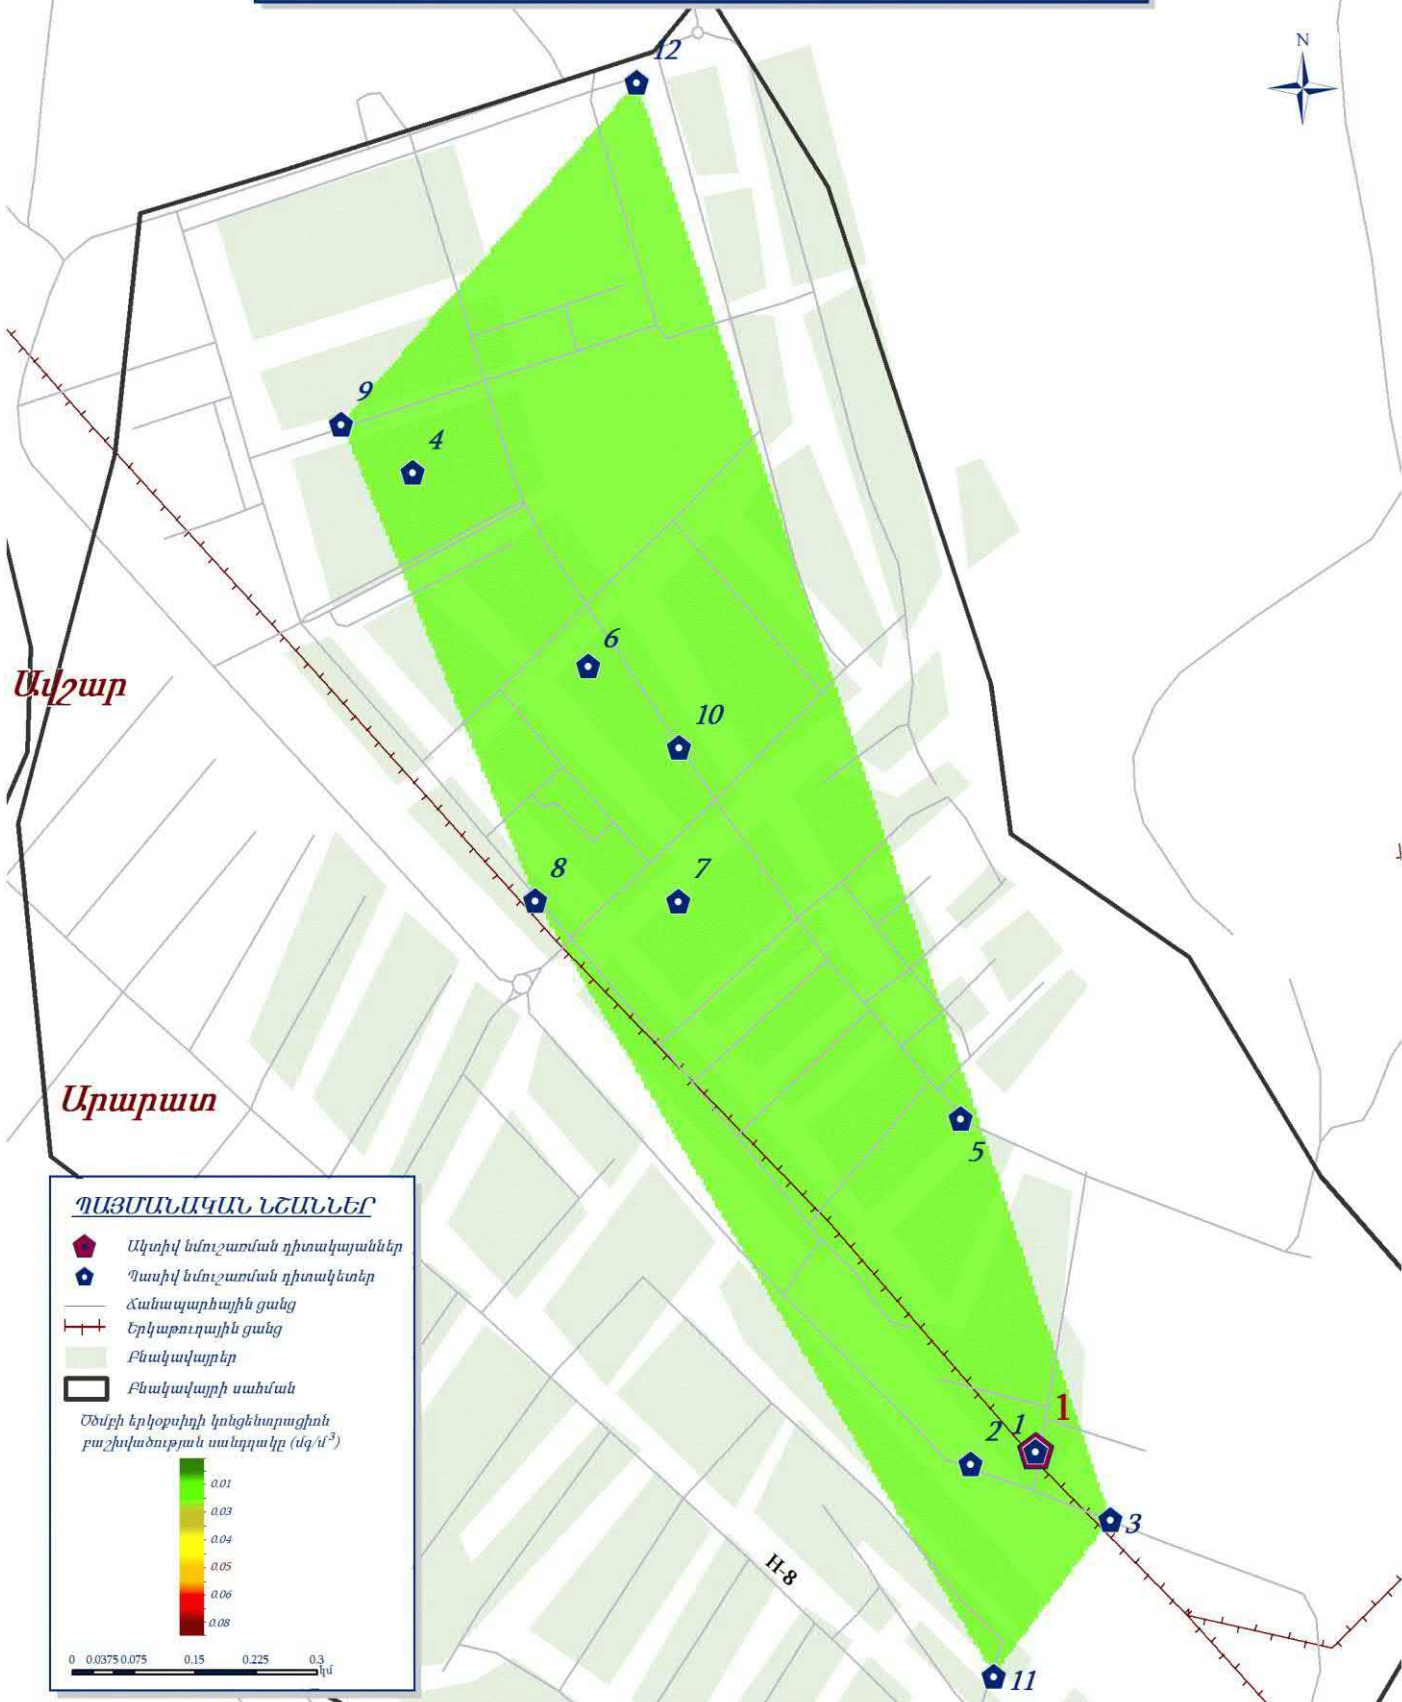 12
N
9
4
6
Ավշար
10
8
7
Արարատ
5
ՊԱՅՄԱՆԱԿԱՆ ՆՇԱՆՆԵՐ
Ակտիվ նմուշառման դիտակայաններ
Պասիվ նմուշառման դիտակետեր
Ճանապարհային ցանց
Երկաթուղային ցանց
Բնակավայրեր
Բնակավայրի սահման
Ծծմբի երկօքսիդի կոնցենտրացիոն
բաշխվածության սանդղակը (մգ/մ³)
0.01
0.03
0.04
0.05
0.06
0.08
0 0.0375 0.075 0.15 0.225 0.3
կմ
1
2 1
3
H-8
11